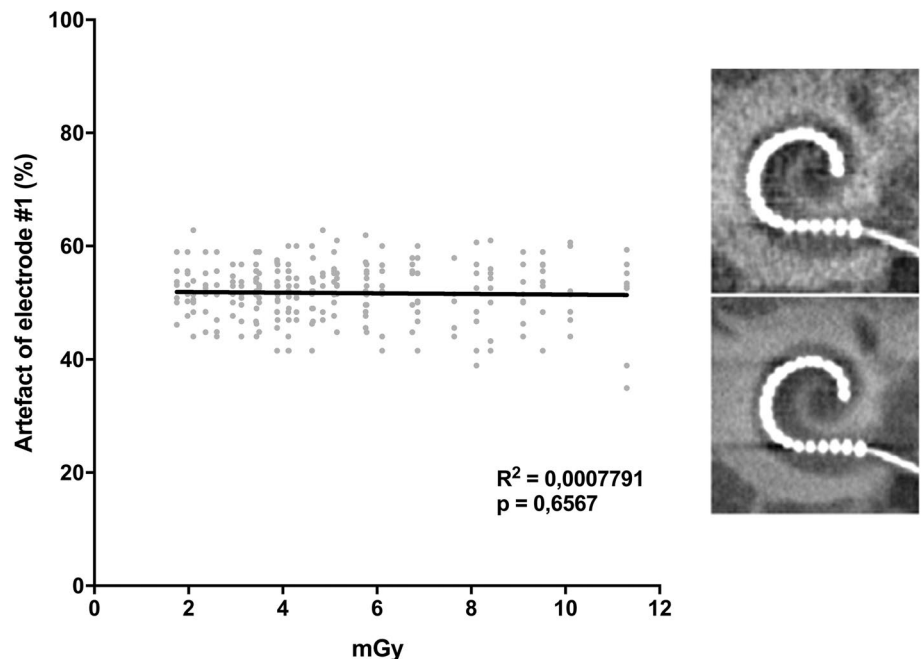 100
80
60
40
20
0
Artefact of electrode #1 (%)
R² = 0,0007791
p = 0,6567
0 2 4 6 8 10 12
mGy